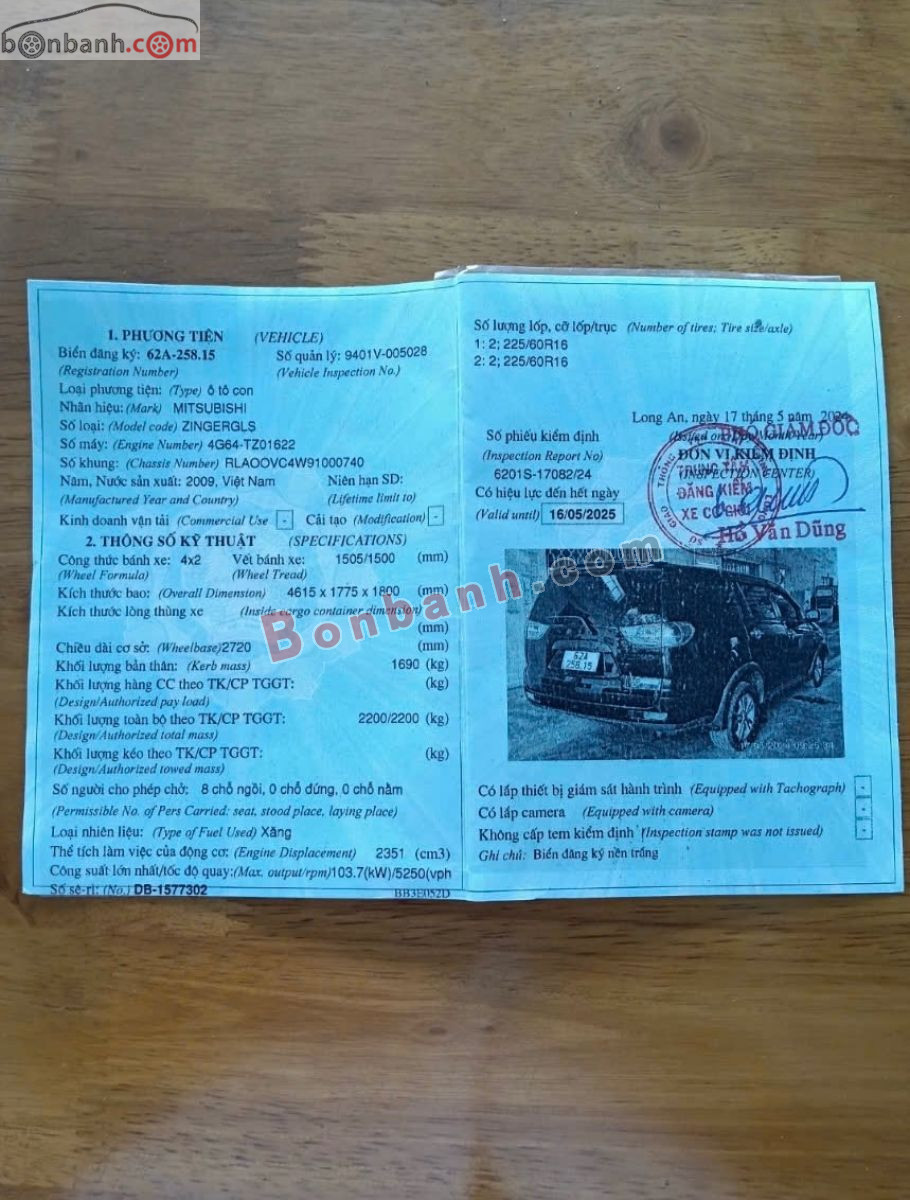 bonbanh.com
1. PHƯƠNG TIỆN (VEHICLE)
Biển đăng ký: 62A-258.15 Số quản lý: 9401V-005028
(Registration Number) (Vehicle Inspection No.)
Loại phương tiện: (Type) ô tô con
Nhãn hiệu: (Mark) MITSUBISHI
Số loại: (Model code) ZINGERGLS
Số máy: (Engine Number) 4G64-TZ01622
Số khung: (Chassis Number) RLAOOVC4W91000740
Năm, Nước sản xuất: 2009, Việt Nam Niên hạn SD:
(Manufactured Year and Country) (Lifetime limit to)
Kinh doanh vận tải (Commercial Use - Cải tạo (Modification) -
2. THÔNG SỐ KỸ THUẬT (SPECIFICATIONS)
Công thức bánh xe: 4x2 Vết bánh xe: 1505/1500 (mm)
(Wheel Formula) (Wheel Tread)
Kích thước bao: (Overall Dimension) 4615 x 1775 x 1800 (mm)
Kích thước lòng thùng xe (Inside cargo container dimension)
(mm)
Chiều dài cơ sở: (Wheelbase)2720 (mm)
Khối lượng bản thân: (Kerb mass) 1690 (kg)
Khối lượng hàng CC theo TK/CP TGGT: (kg)
(Design/Authorized pay load)
Khối lượng toàn bộ theo TK/CP TGGT: 2200/2200 (kg)
(Design/Authorized total mass)
Khối lượng kéo theo TK/CP TGGT: (kg)
(Design/Authorized towed mass)
Số người cho phép chở: 8 chỗ ngồi, 0 chỗ đứng, 0 chỗ nằm
(Permissible No. of Pers Carried: seat, stood place, laying place)
Loại nhiên liệu: (Type of Fuel Used) Xăng
Thể tích làm việc của động cơ: (Engine Displacement) 2351 (cm3)
Công suất lớn nhất/tốc độ quay:(Max. output/rpm)103.7(kW)/5250(vph
Số sê-ri: (No.) DB-1577302 BB3E052D
Số lượng lốp, cỡ lốp/trục (Number of tires; Tire size/axle)
1: 2; 225/60R16
2: 2; 225/60R16
Long An, ngày 17 tháng 5 năm 2024
PHÓ GIÁM ĐỐC
Số phiếu kiểm định ĐƠN VỊ KIỂM ĐỊNH
(Inspection Report No) (INSPECTION CENTER)
6201S-17082/24
TRUNG TÂM
ĐĂNG KIỂM
XE CƠ GIỚI
Có hiệu lực đến hết ngày
(Valid until) 16/05/2025
Hồ Văn Dũng
62A
258.15
Bonbanh.com
Có lắp thiết bị giám sát hành trình (Equipped with Tachograph) -
Có lắp camera (Equipped with camera) -
Không cấp tem kiểm định (Inspection stamp was not issued) -
Ghi chú: Biển đăng ký nền trắng